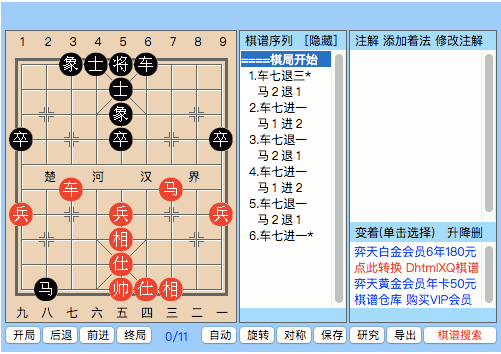 1 2 3 4 5 6 7 8 9
象 士 将 车
士
象
卒 卒 卒
楚 河 汉 界
车 马
兵 兵 兵
相
仕
马 帅 仕 相
九 八 七 六 五 四 三 二 一
棋谱序列 [隐藏]
====棋局开始
1.车七退三*
马2退1
2.车七进一
马1进2
3.车七退一
马2退1
4.车七进一
马1进2
5.车七退一
马2退1
6.车七进一*
注解 添加着法 修改注解
变着(单击选择) 升降删
弈天白金会员6年180元
点此转换 DhtmlXQ棋谱
弈天黄金会员年卡50元
棋谱仓库 购买VIP会员
开局 后退 前进 终局 0/11 自动 旋转 对称 保存 研究 导出 棋谱搜索